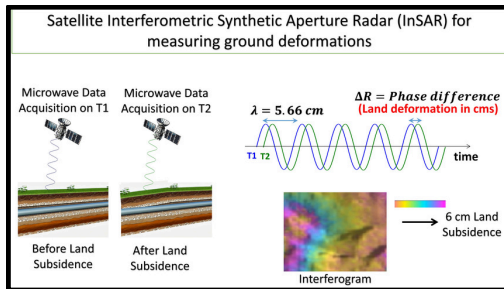 Satellite Interferometric Synthetic Aperture Radar (InSAR) for
measuring ground deformations
Microwave Data
Acquisition on T1
Microwave Data
Acquisition on T2
Before Land
Subsidence
After Land
Subsidence
λ = 5.66 cm
ΔR = Phase difference
(Land deformation in cms)
T1
T2
time
Interferogram
6 cm Land
Subsidence